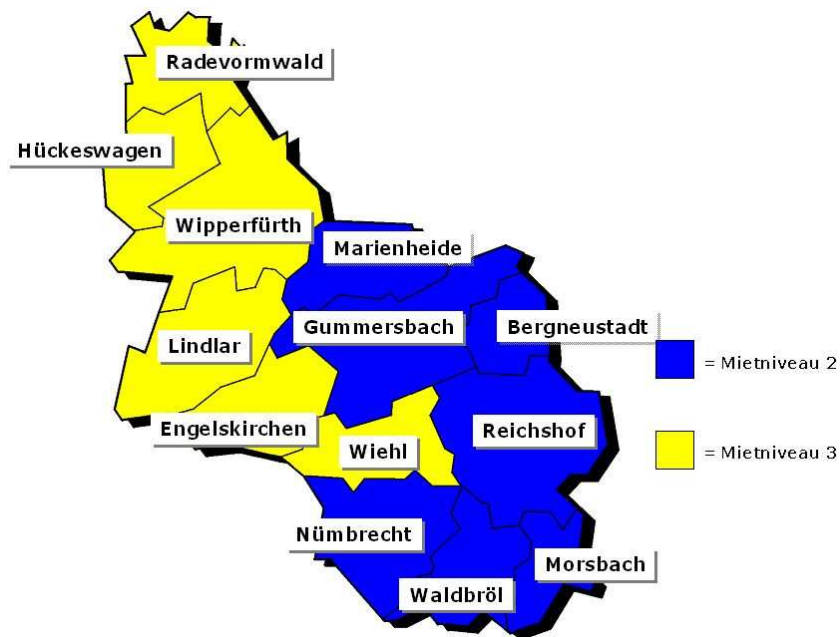 Radevormwald
Hückeswagen
Wipperfürth
Marienheide
Gummersbach
Bergneustadt
Lindlar
= Mietniveau 2
Engelskirchen
Reichshof
Wiehl
= Mietniveau 3
Nümbrecht
Morsbach
Waldbröl